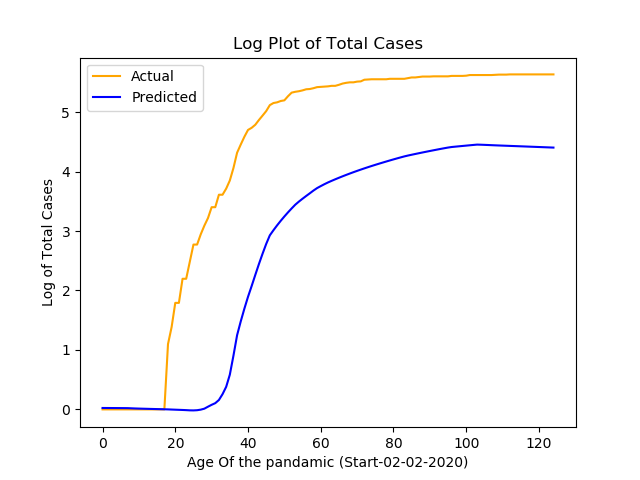 Log Plot of Total Cases
Actual
Predicted
Log of Total Cases
5
4
3
2
1
0
0 20 40 60 80 100 120
Age Of the pandamic (Start-02-02-2020)